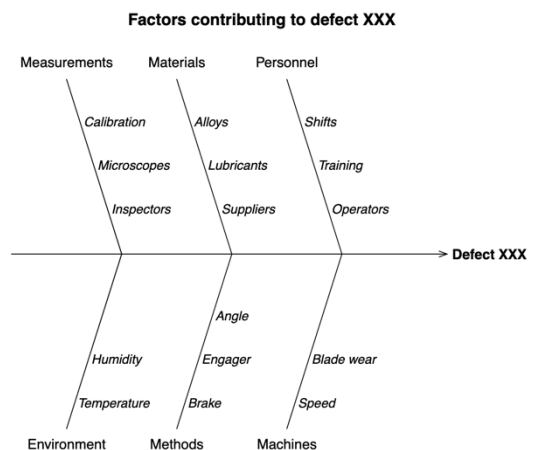 Factors contributing to defect XXX
Measurements Materials Personnel
Calibration Alloys Shifts
Microscopes Lubricants Training
Inspectors Suppliers Operators
Defect XXX
Angle
Humidity Engager Blade wear
Temperature Brake Speed
Environment Methods Machines